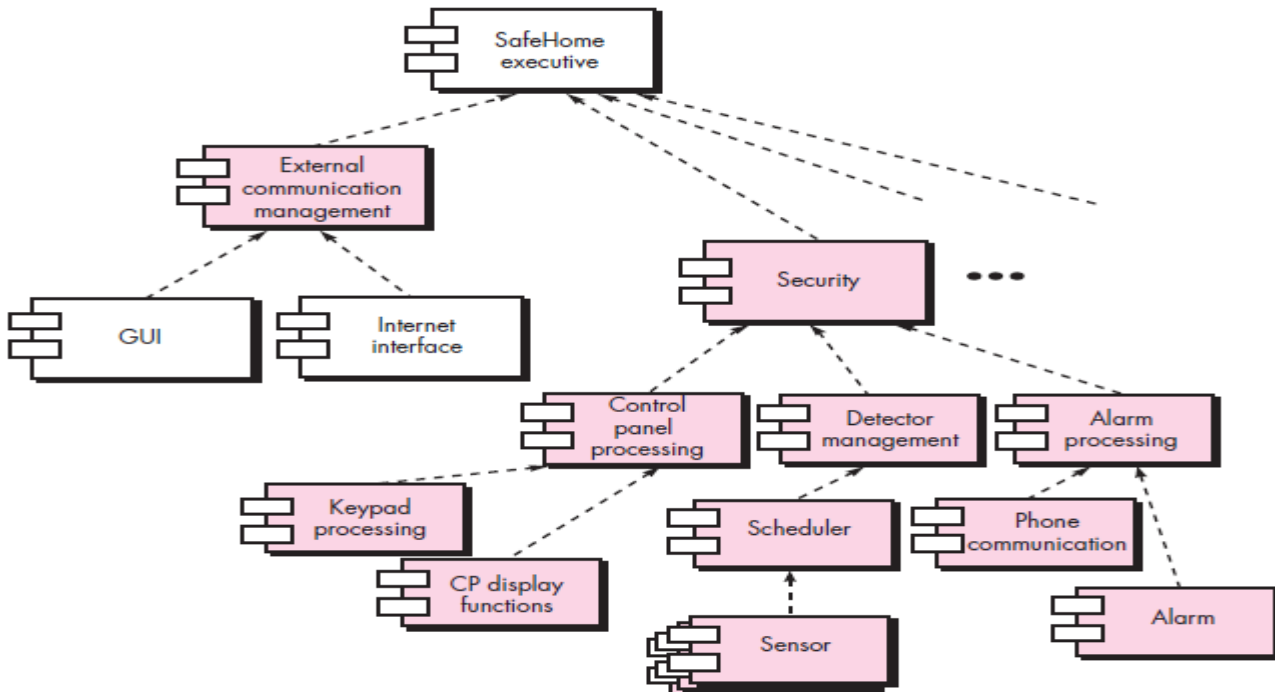 SafeHome
executive
External
communication
management
Security
GUI
Internet
interface
Control
panel
processing
Detector
management
Alarm
processing
Keypad
processing
Scheduler
Phone
communication
CP display
functions
Alarm
Sensor